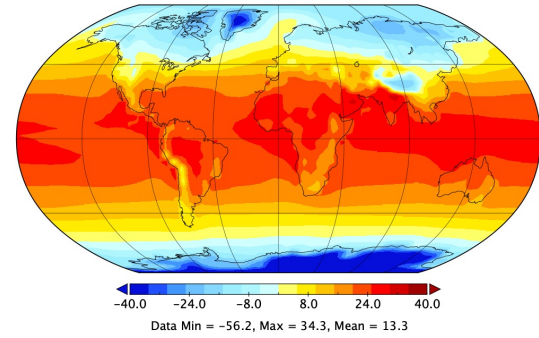 -40.0 -24.0 -8.0 8.0 24.0 40.0
Data Min = -56.2, Max = 34.3, Mean = 13.3